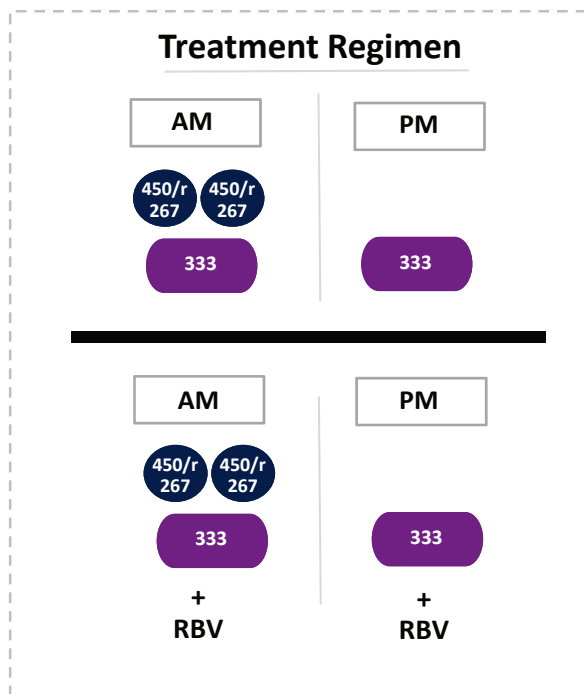 Treatment Regimen
AM PM
450/r 450/r
267 267
333 333
AM PM
450/r 450/r
267 267
333 333
+ +
RBV RBV